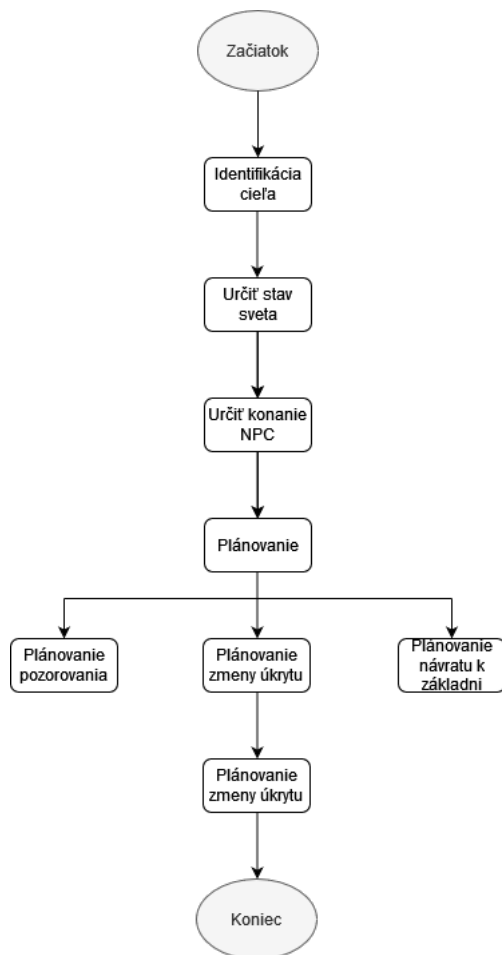 Začiatok
Identifikácia
cieľa
Určiť stav
sveta
Určiť konanie
NPC
Plánovanie
Plánovanie
pozorovania
Plánovanie
zmeny úkrytu
Plánovanie
návratu k
základni
Plánovanie
zmeny úkrytu
Koniec